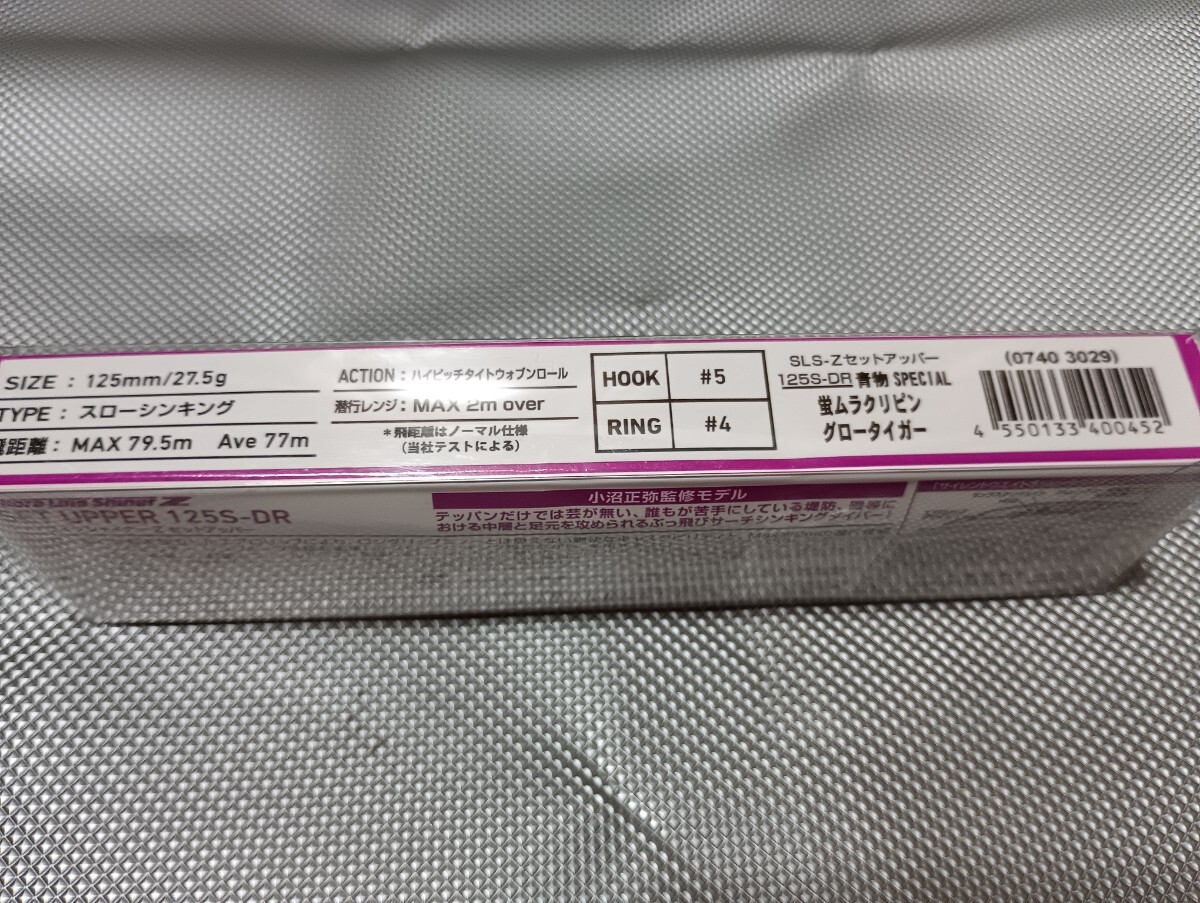 SIZE : 125mm/27.5g
TYPE : スローシンキング
飛距離 : MAX 79.5m Ave 77m
ACTION : ハイピッチタイトウォブンロール
潜行レンジ : MAX 2m over
*飛距離はノーマル仕様
(当社テストによる)
HOOK #5
RING #4
SLS-Zセットアッパー
125S-DR 青物 SPECIAL
蛍ムラクリピン
グロータイガー
(0740 3029)
4 550133 400452
Shore Line Shiner Z
UPPER 125S-DR
小沼正弥監修モデル
テッパンだけでは芸が無い、誰もが苦手にしている堤防、磯等に
おける中層と足元を攻められるぶっ飛びサーチシンキングメイバー!